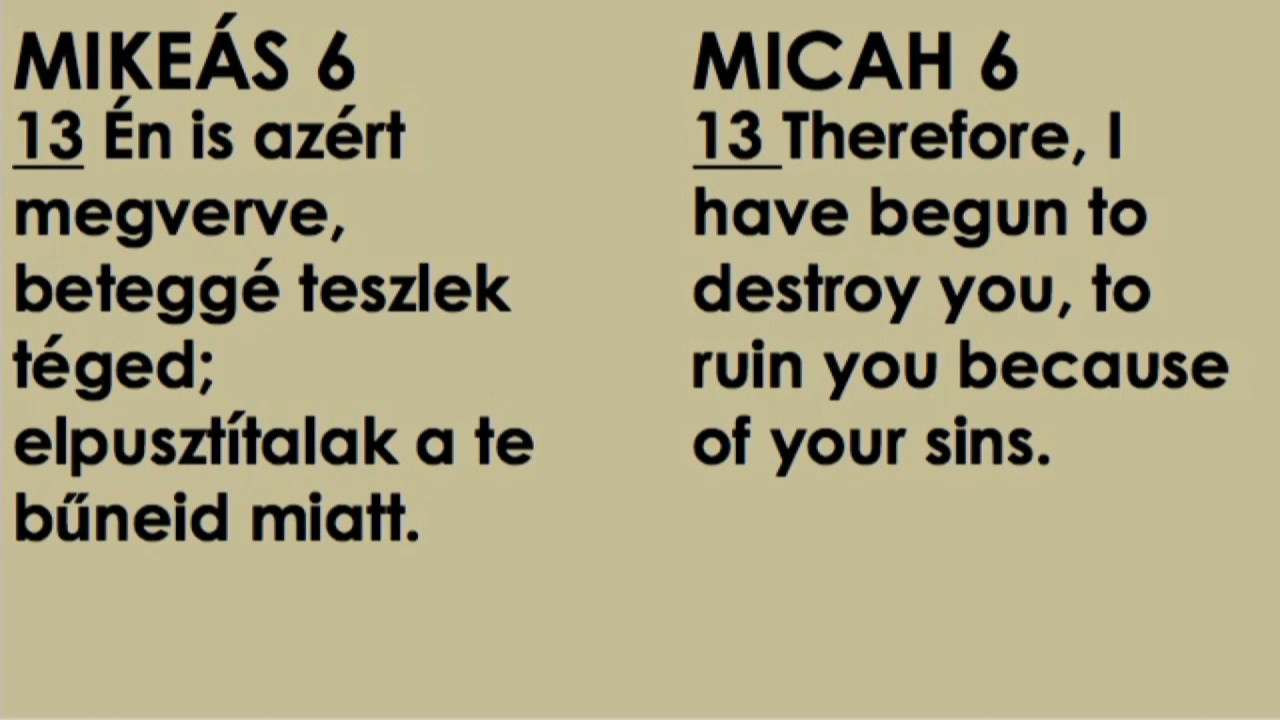 MIKEÁS 6
13 Én is azért
megverve,
beteggé teszlek
téged;
elpusztítalak a te
bűneid miatt.
MICAH 6
13 Therefore, I
have begun to
destroy you, to
ruin you because
of your sins.